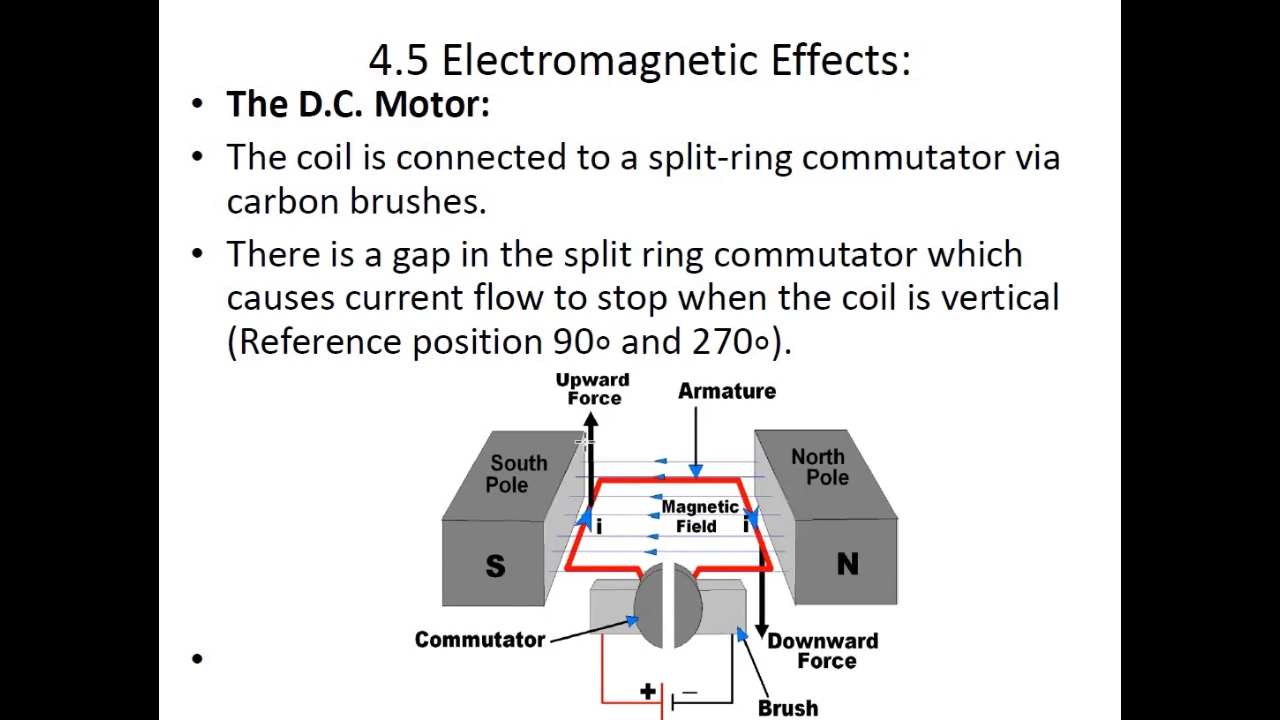 4.5 Electromagnetic Effects:
• The D.C. Motor:
• The coil is connected to a split-ring commutator via
carbon brushes.
• There is a gap in the split ring commutator which
causes current flow to stop when the coil is vertical
(Reference position 90o and 270o).
Upward
Force
Armature
South
Pole
North
Pole
Magnetic
Field
i
i
S
N
Commutator
Downward
Force
•
+
−
Brush